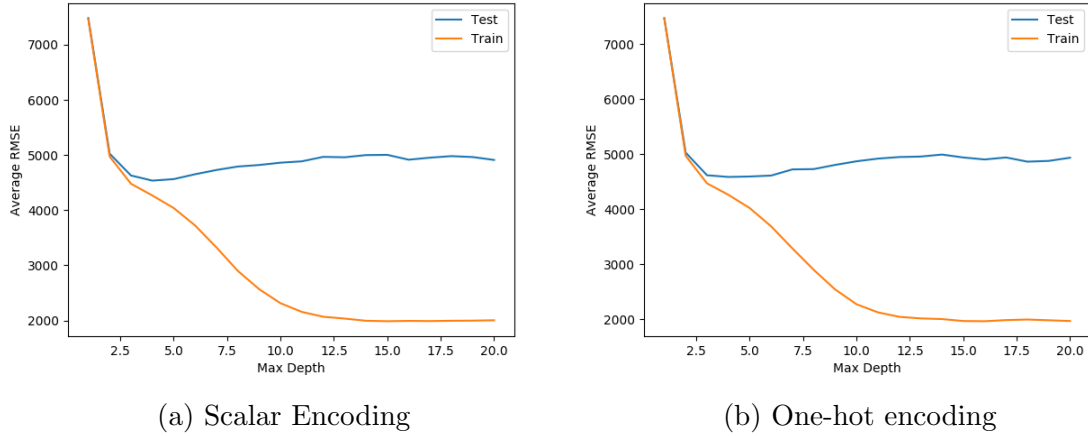 Test
Train
7000
6000
5000
4000
3000
2000
Average RMSE
2.5 5.0 7.5 10.0 12.5 15.0 17.5 20.0
Max Depth
(a) Scalar Encoding
Test
Train
7000
6000
5000
4000
3000
2000
Average RMSE
2.5 5.0 7.5 10.0 12.5 15.0 17.5 20.0
Max Depth
(b) One-hot encoding